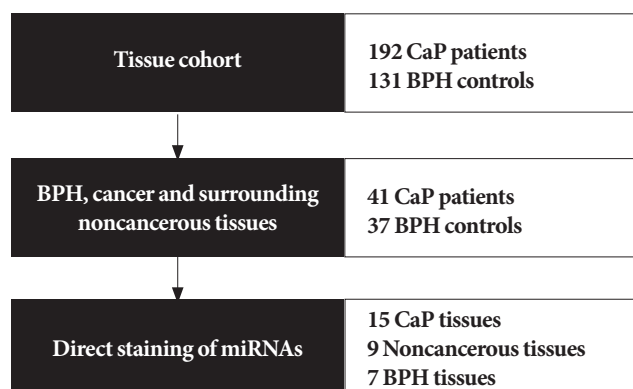 Tissue cohort
192 CaP patients
131 BPH controls
BPH, cancer and surrounding
noncancerous tissues
41 CaP patients
37 BPH controls
Direct staining of miRNAs
15 CaP tissues
9 Noncancerous tissues
7 BPH tissues